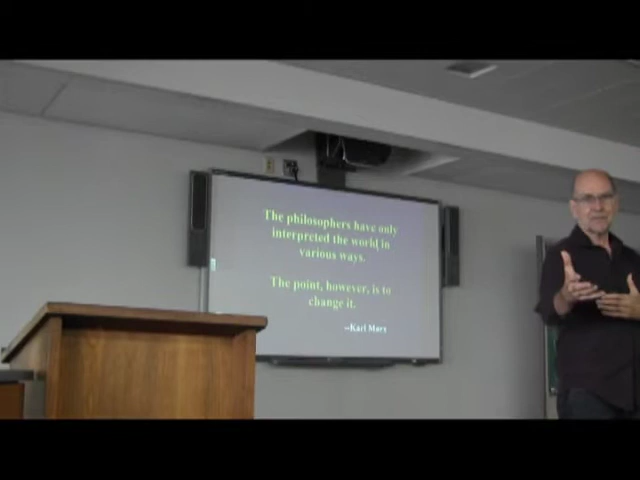 The philosophers have only
interpreted the world in
various ways.
The point, however, is to
change it.
--Karl Marx